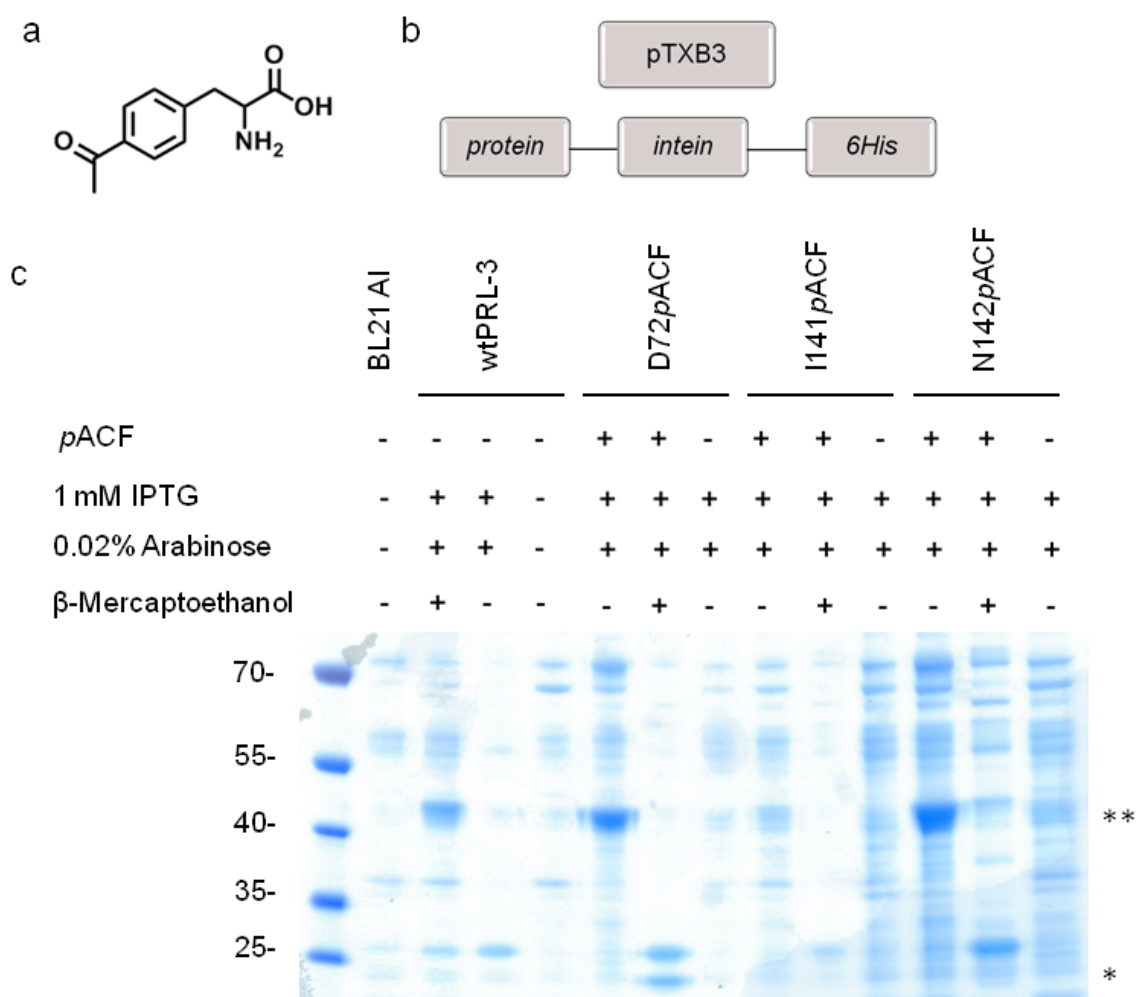 a
O
O
OH
NH2
b
pTXB3
protein
intein
6His
c
BL21 AI
wtPRL-3
D72pACF
I141pACF
N142pACF
pACF - - - - + + - + + - + + -
1 mM IPTG - + + - + + + + + + + + +
0.02% Arabinose - + + - + + + + + + + + +
β-Mercaptoethanol - + - - - + - - + - - + -
70-
55-
40- **
35-
25-
*